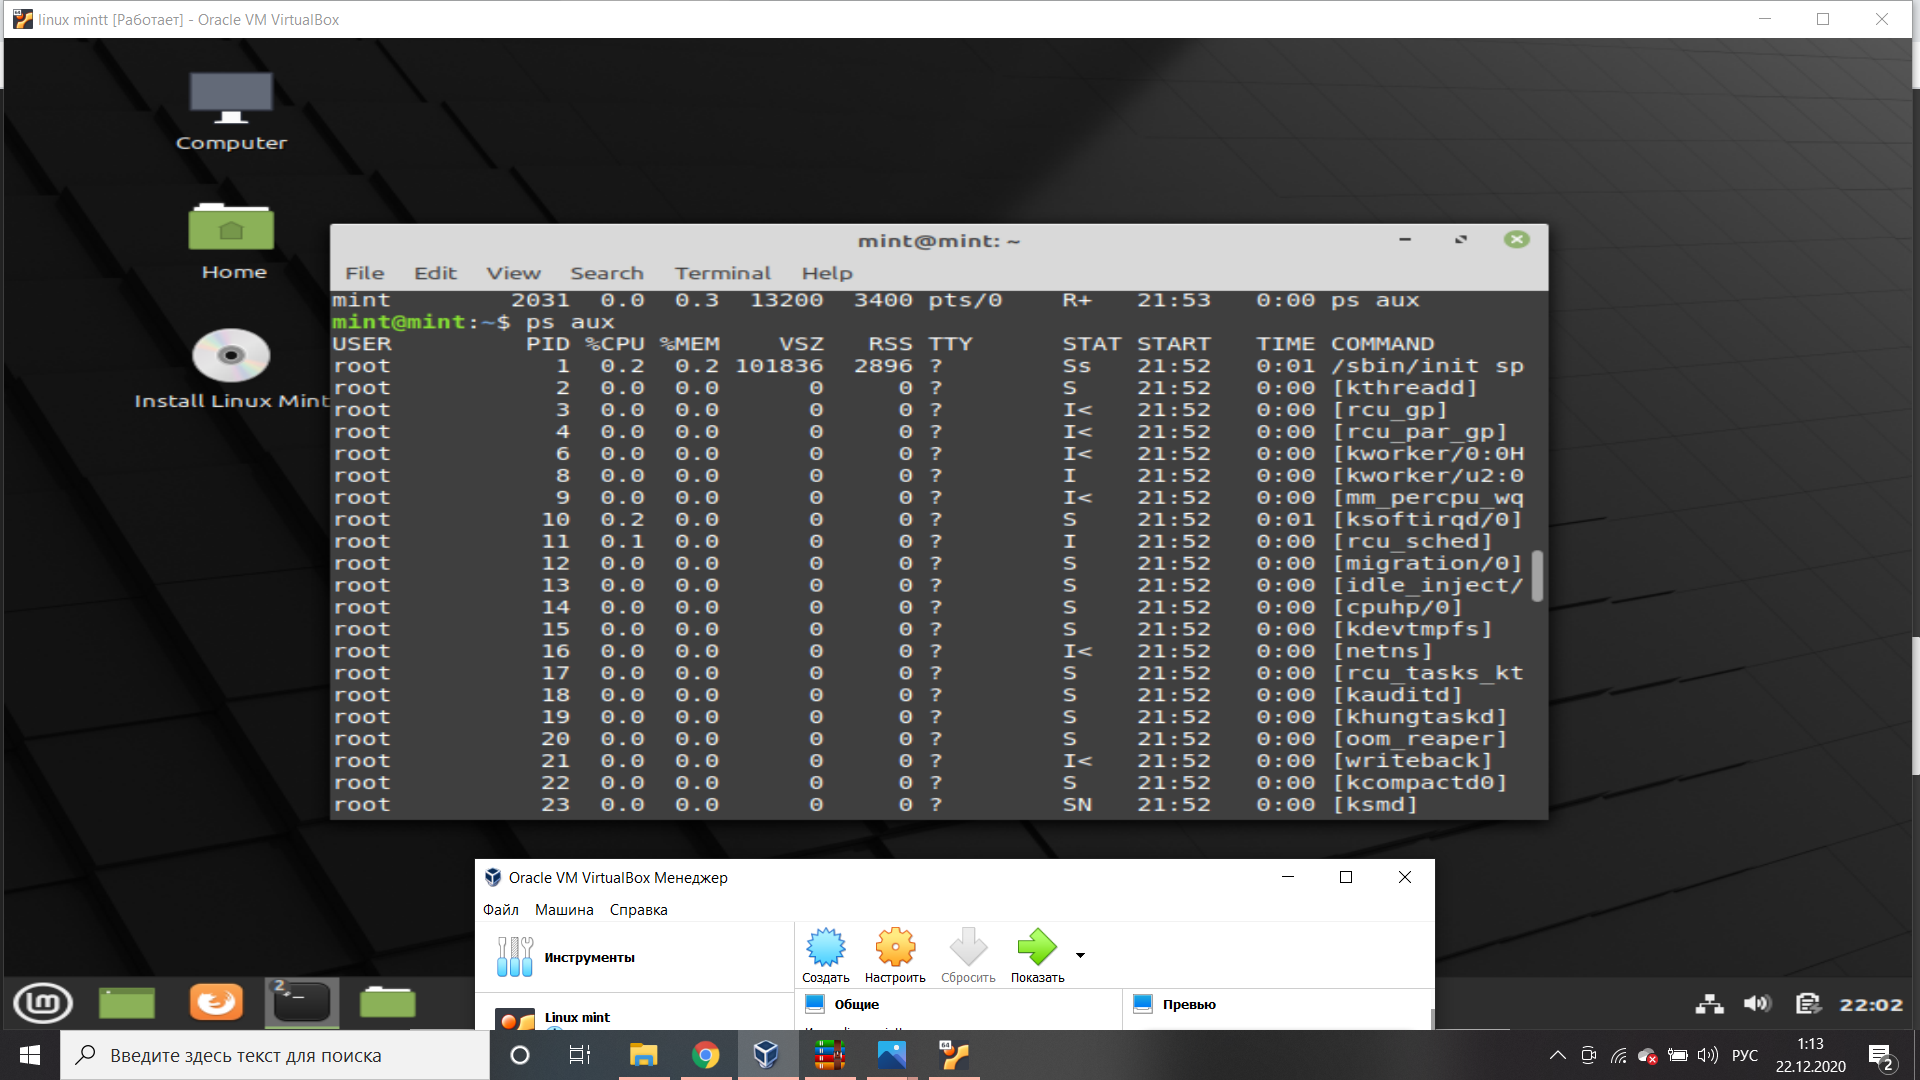 linux mintt [Работает] - Oracle VM VirtualBox
Computer
Home
Install Linux Mint
mint@mint: ~
File Edit View Search Terminal Help
mint 2031 0.0 0.3 13200 3400 pts/0 R+ 21:53 0:00 ps aux
mint@mint:~$ ps aux
USER PID %CPU %MEM VSZ RSS TTY STAT START TIME COMMAND
root 1 0.2 0.2 101836 2896 ? Ss 21:52 0:01 /sbin/init sp
root 2 0.0 0.0 0 0 ? S 21:52 0:00 [kthreadd]
root 3 0.0 0.0 0 0 ? I< 21:52 0:00 [rcu_gp]
root 4 0.0 0.0 0 0 ? I< 21:52 0:00 [rcu_par_gp]
root 6 0.0 0.0 0 0 ? I< 21:52 0:00 [kworker/0:0H
root 8 0.0 0.0 0 0 ? I 21:52 0:00 [kworker/u2:0
root 9 0.0 0.0 0 0 ? I< 21:52 0:00 [mm_percpu_wq
root 10 0.2 0.0 0 0 ? S 21:52 0:01 [ksoftirqd/0]
root 11 0.1 0.0 0 0 ? I 21:52 0:00 [rcu_sched]
root 12 0.0 0.0 0 0 ? S 21:52 0:00 [migration/0]
root 13 0.0 0.0 0 0 ? S 21:52 0:00 [idle_inject/
root 14 0.0 0.0 0 0 ? S 21:52 0:00 [cpuhp/0]
root 15 0.0 0.0 0 0 ? S 21:52 0:00 [kdevtmpfs]
root 16 0.0 0.0 0 0 ? I< 21:52 0:00 [netns]
root 17 0.0 0.0 0 0 ? S 21:52 0:00 [rcu_tasks_kt
root 18 0.0 0.0 0 0 ? S 21:52 0:00 [kauditd]
root 19 0.0 0.0 0 0 ? S 21:52 0:00 [khungtaskd]
root 20 0.0 0.0 0 0 ? S 21:52 0:00 [oom_reaper]
root 21 0.0 0.0 0 0 ? I< 21:52 0:00 [writeback]
root 22 0.0 0.0 0 0 ? S 21:52 0:00 [kcompactd0]
root 23 0.0 0.0 0 0 ? SN 21:52 0:00 [ksmd]
Oracle VM VirtualBox Менеджер
Файл Машина Справка
Инструменты
Создать Настроить Сбросить Показать
Общие Превью
Linux mint
2
22:02
Введите здесь текст для поиска
64
РУС
1:13
22.12.2020
2